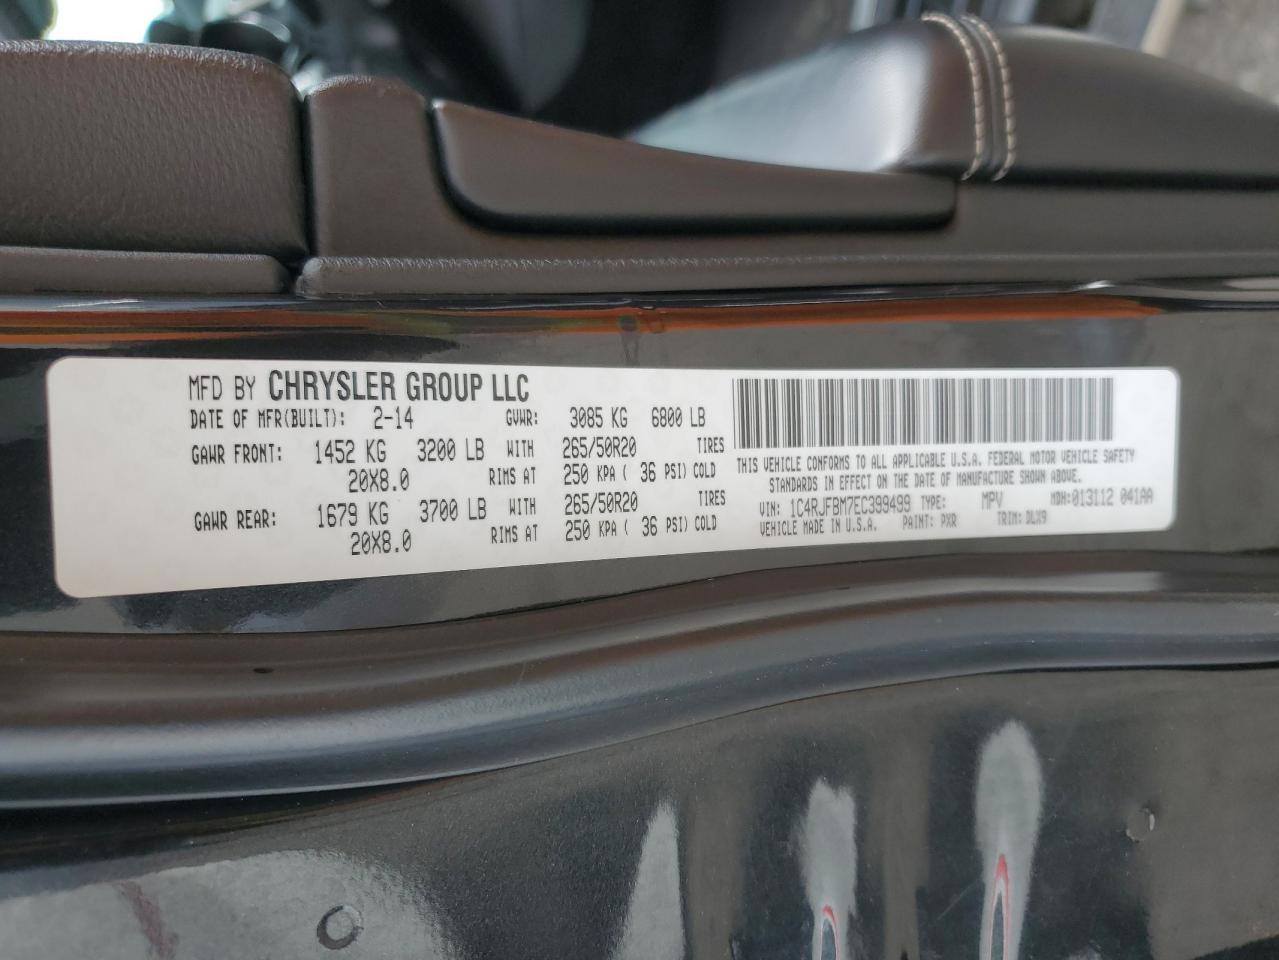 MFD BY CHRYSLER GROUP LLC
DATE OF MFR(BUILT): 2-14 GVWR: 3085 KG 6800 LB
GAWR FRONT: 1452 KG 3200 LB WITH 265/50R20 TIRES
20X8.0 RIMS AT 250 KPA ( 36 PSI) COLD
GAWR REAR: 1679 KG 3700 LB WITH 265/50R20 TIRES
20X8.0 RIMS AT 250 KPA ( 36 PSI) COLD
THIS VEHICLE CONFORMS TO ALL APPLICABLE U.S.A. FEDERAL MOTOR VEHICLE SAFETY
STANDARDS IN EFFECT ON THE DATE OF MANUFACTURE SHOWN ABOVE.
VIN: 1C4RJFBM7EC399499 TYPE: MPV MDH:013112 041AA
VEHICLE MADE IN U.S.A. PAINT: PXR TRIM: DLX9